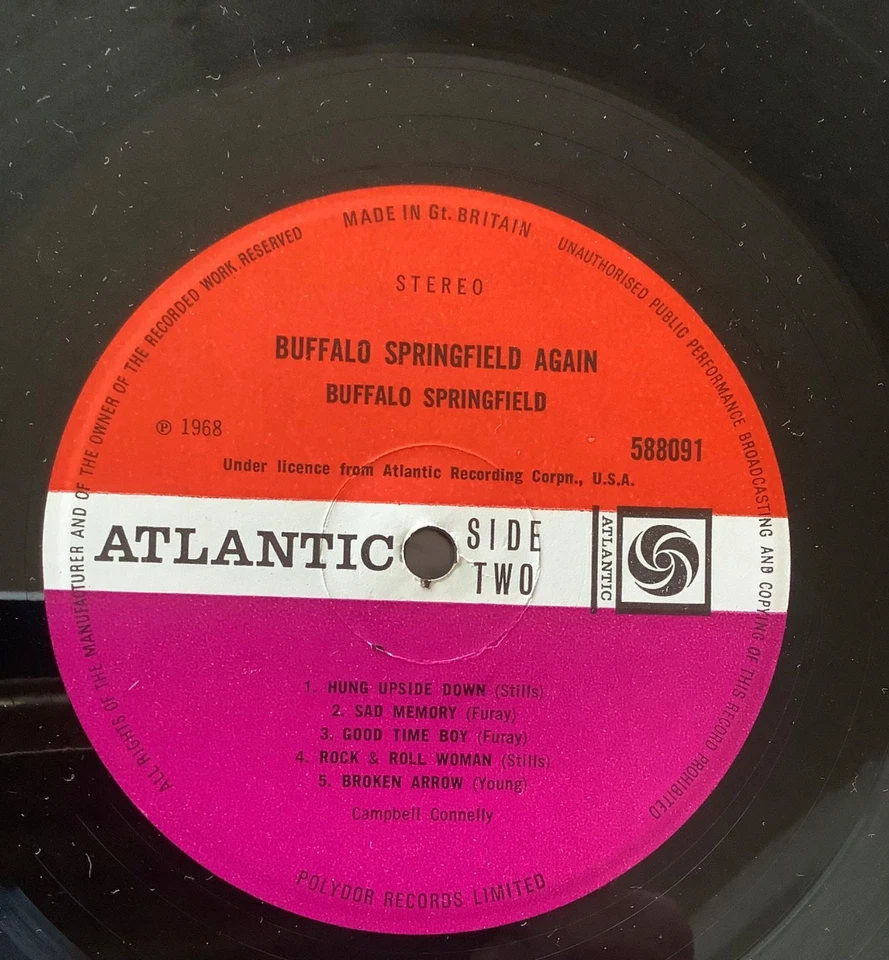 MADE IN Gt. BRITAIN
UNAUTHORISED PUBLIC PERFORMANCE BROADCASTING AND COPYING OF THIS RECORD PROHIBITED
ALL RIGHTS OF THE MANUFACTURER AND OF THE OWNER OF THE RECORDED WORK RESERVED
STEREO
BUFFALO SPRINGFIELD AGAIN
BUFFALO SPRINGFIELD
℗ 1968
588091
Under licence from Atlantic Recording Corpn., U.S.A.
ATLANTIC
SIDE
TWO
ATLANTIC
1. HUNG UPSIDE DOWN (Stills)
2. SAD MEMORY (Furay)
3. GOOD TIME BOY (Furay)
4. ROCK & ROLL WOMAN (Stills)
5. BROKEN ARROW (Young)
Campbell Connelly
POLYDOR RECORDS LIMITED